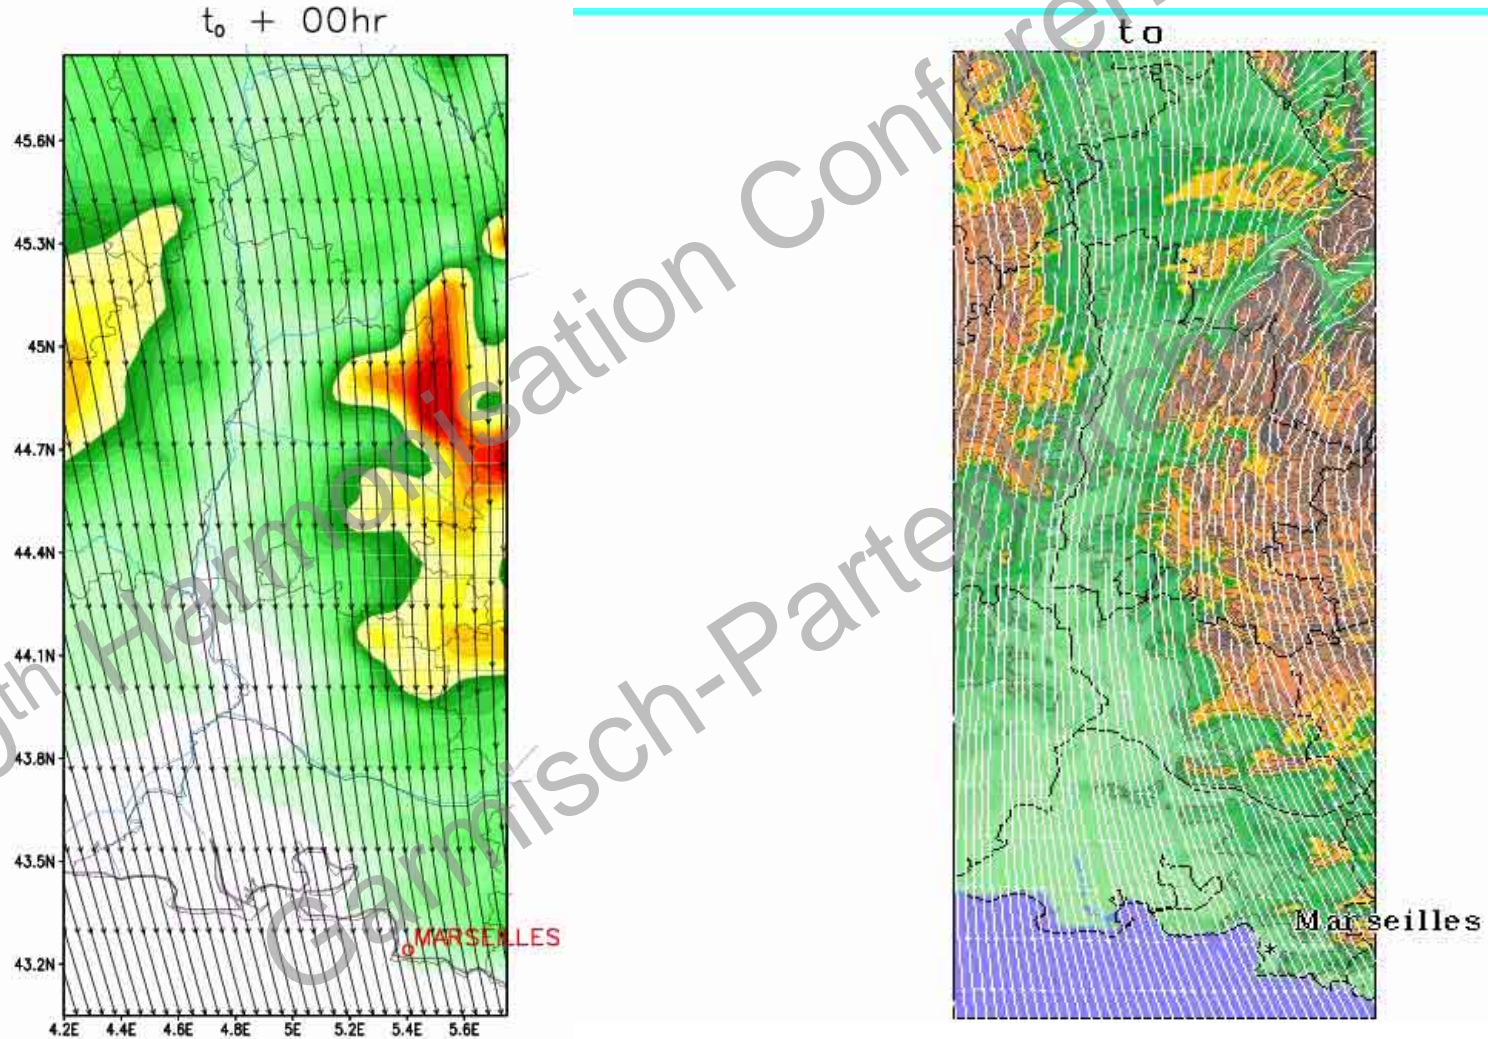 t₀ + 00hr
to
45.6N
45.3N
45N
44.7N
44.4N
44.1N
43.8N
43.5N
43.2N
4.2E 4.4E 4.6E 4.8E 5E 5.2E 5.4E 5.6E
MARSEILLES
Marseilles
Harmonisation Conferen
Garmisch-Partenkirch